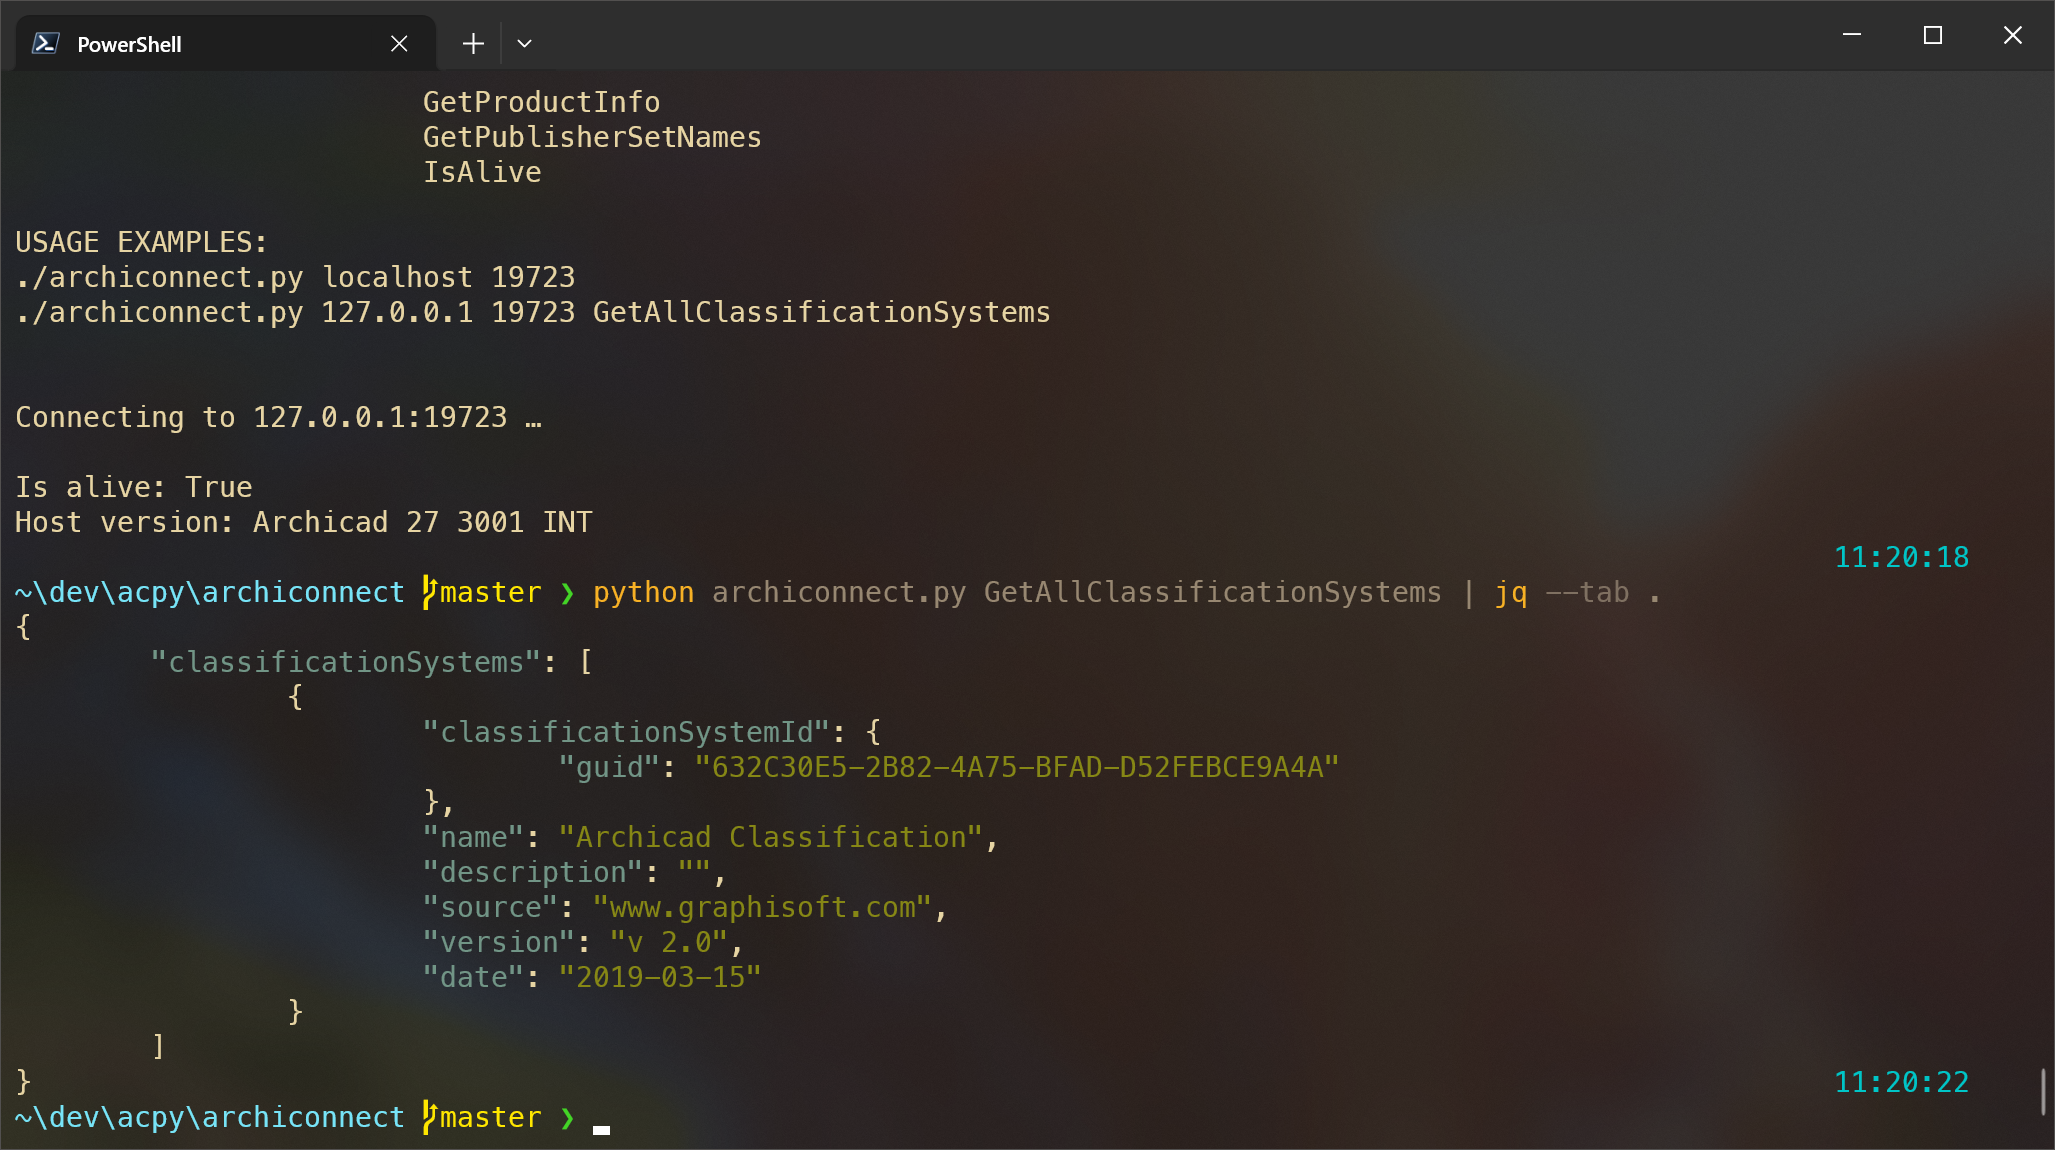 PowerShell
GetProductInfo
GetPublisherSetNames
IsAlive
USAGE EXAMPLES:
./archiconnect.py localhost 19723
./archiconnect.py 127.0.0.1 19723 GetAllClassificationSystems
Connecting to 127.0.0.1:19723 …
Is alive: True
Host version: Archicad 27 3001 INT
11:20:18
~\dev\acpy\archiconnect master ❯ python archiconnect.py GetAllClassificationSystems | jq --tab .
{
"classificationSystems": [
{
"classificationSystemId": {
"guid": "632C30E5-2B82-4A75-BFAD-D52FEBCE9A4A"
},
"name": "Archicad Classification",
"description": "",
"source": "www.graphisoft.com",
"version": "v 2.0",
"date": "2019-03-15"
}
]
}
11:20:22
~\dev\acpy\archiconnect master ❯